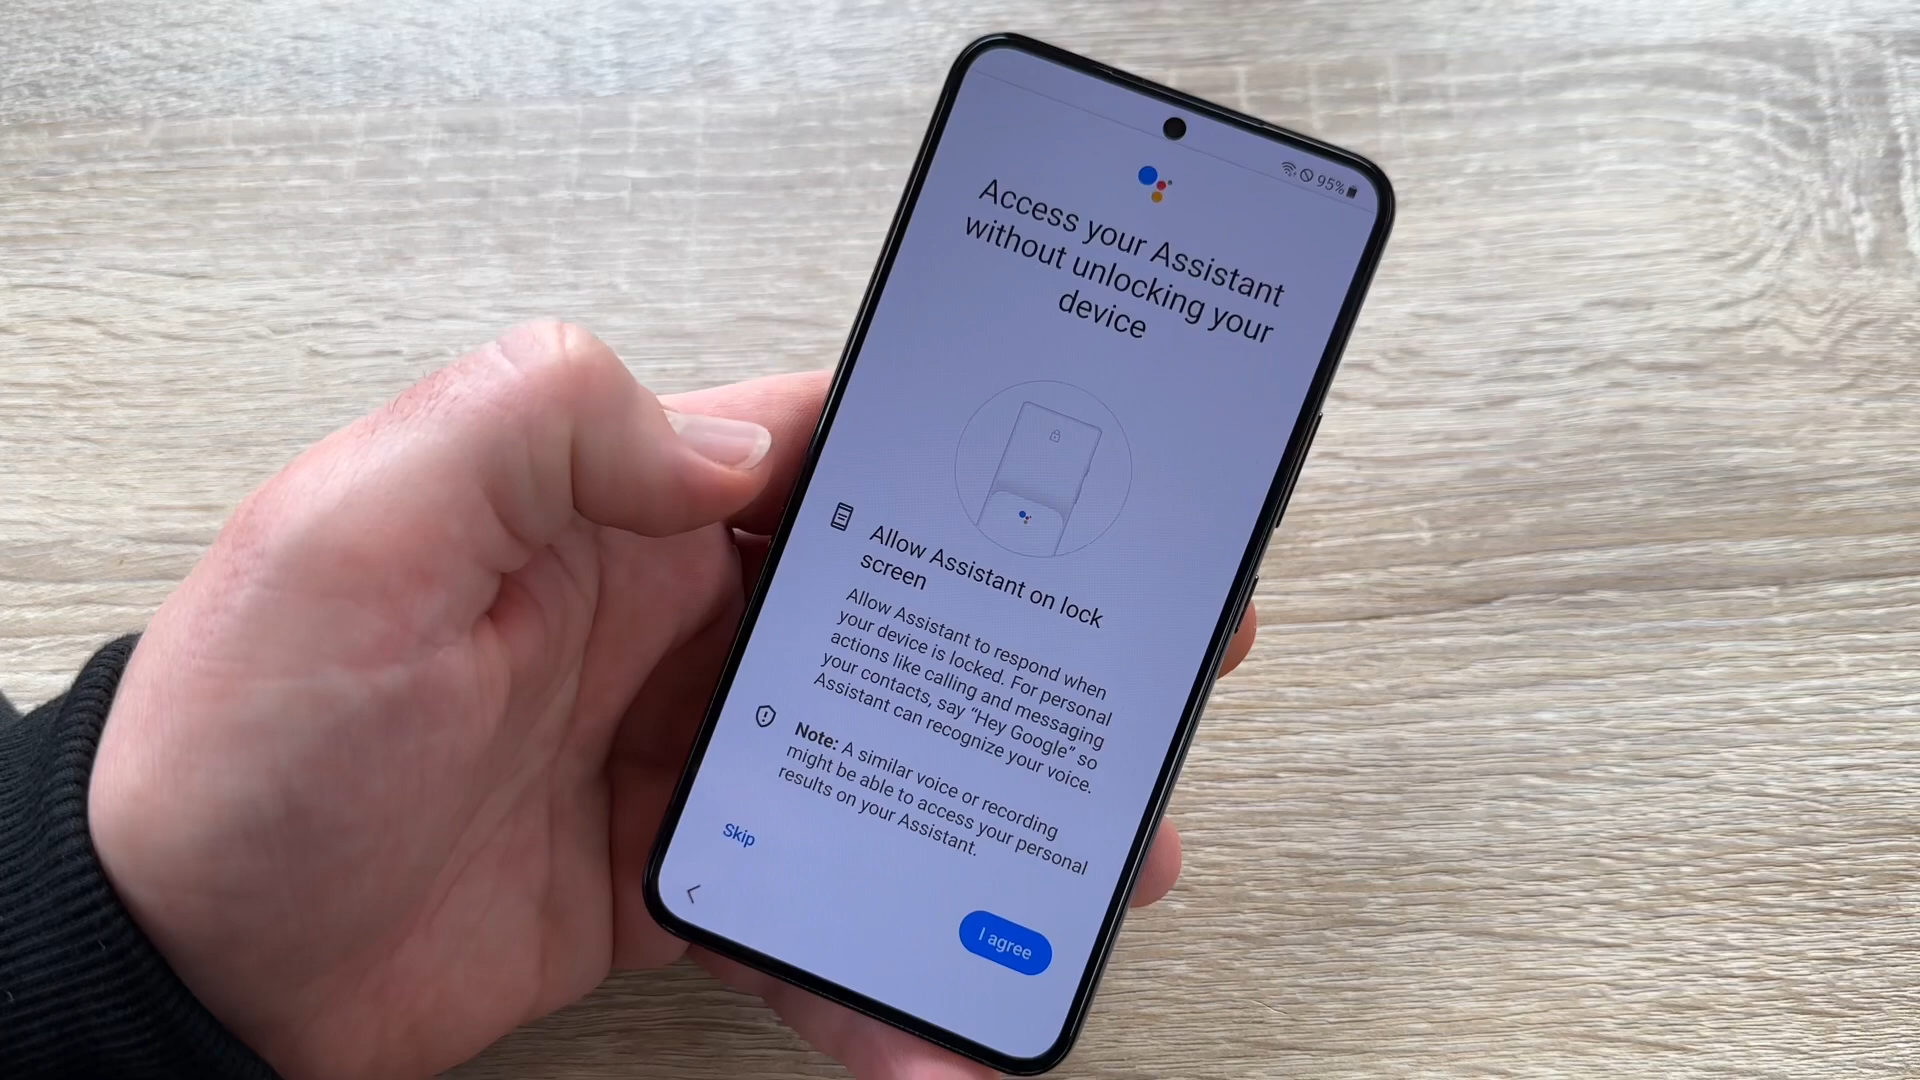 95%
Access your Assistant
without unlocking your
device
Allow Assistant on lock
screen
Allow Assistant to respond when
your device is locked. For personal
actions like calling and messaging
your contacts, say “Hey Google” so
Assistant can recognize your voice.
Note: A similar voice or recording
might be able to access your personal
results on your Assistant.
Skip
I agree